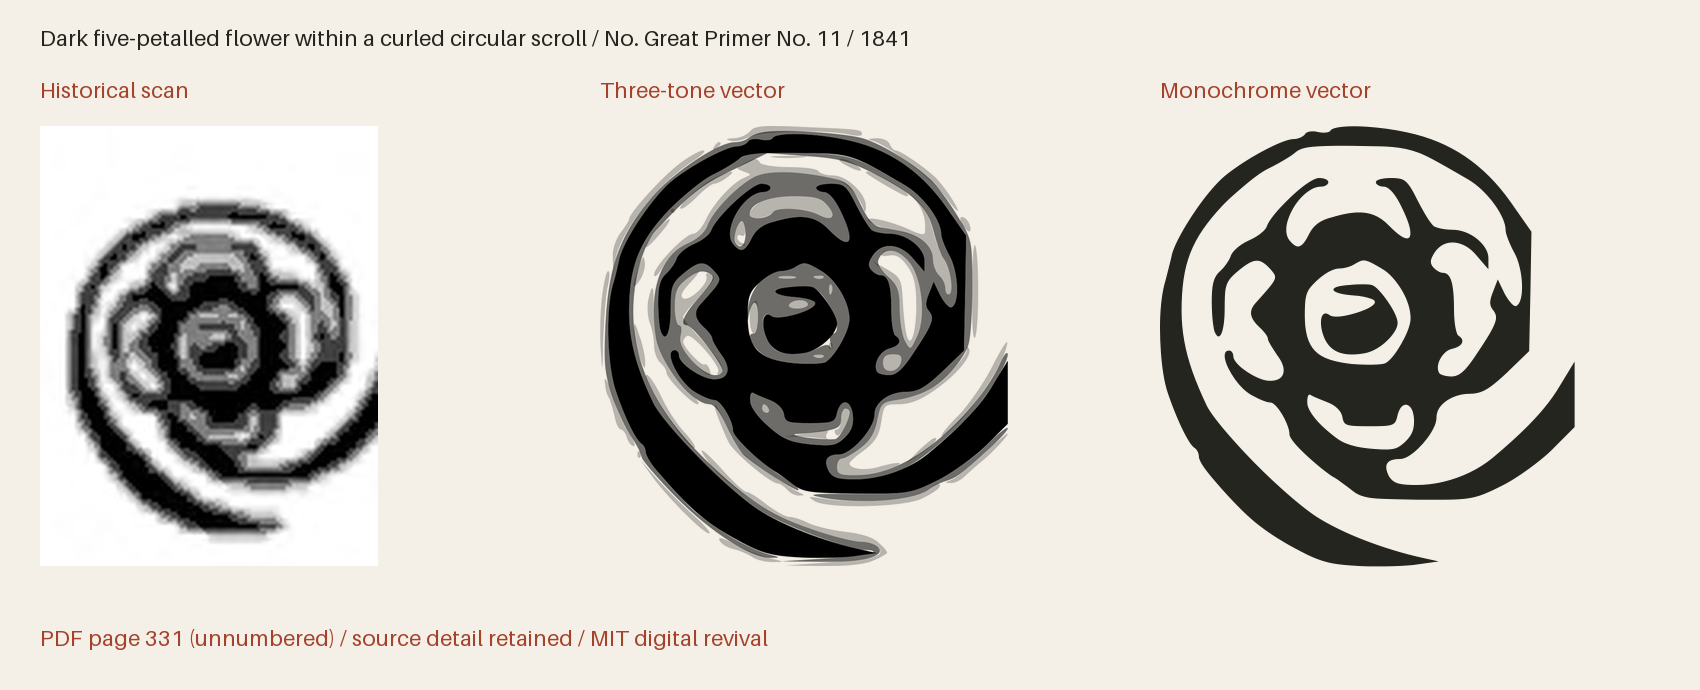 Dark five-petalled flower within a curled circular scroll / No. Great Primer No. 11 / 1841
Historical scan
Three-tone vector
Monochrome vector
PDF page 331 (unnumbered) / source detail retained / MIT digital revival